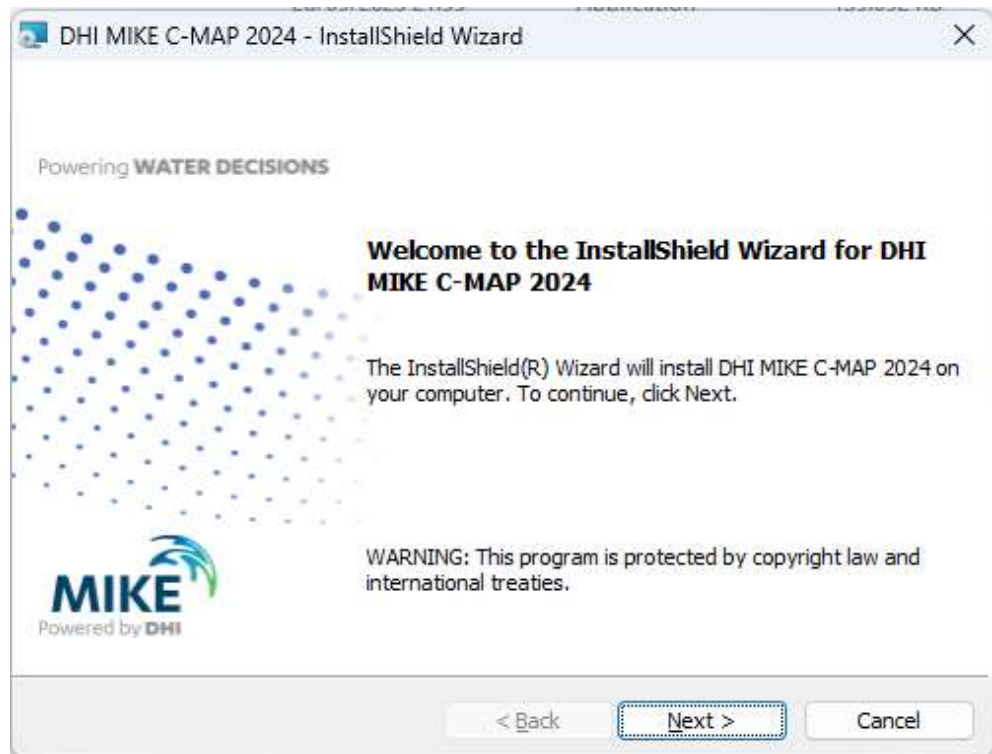 DHI MIKE C-MAP 2024 - InstallShield Wizard
Powering WATER DECISIONS
Welcome to the InstallShield Wizard for DHI
MIKE C-MAP 2024
The InstallShield(R) Wizard will install DHI MIKE C-MAP 2024 on
your computer. To continue, click Next.
WARNING: This program is protected by copyright law and
international treaties.
MIKE
Powered by DHI
< Back
Next >
Cancel